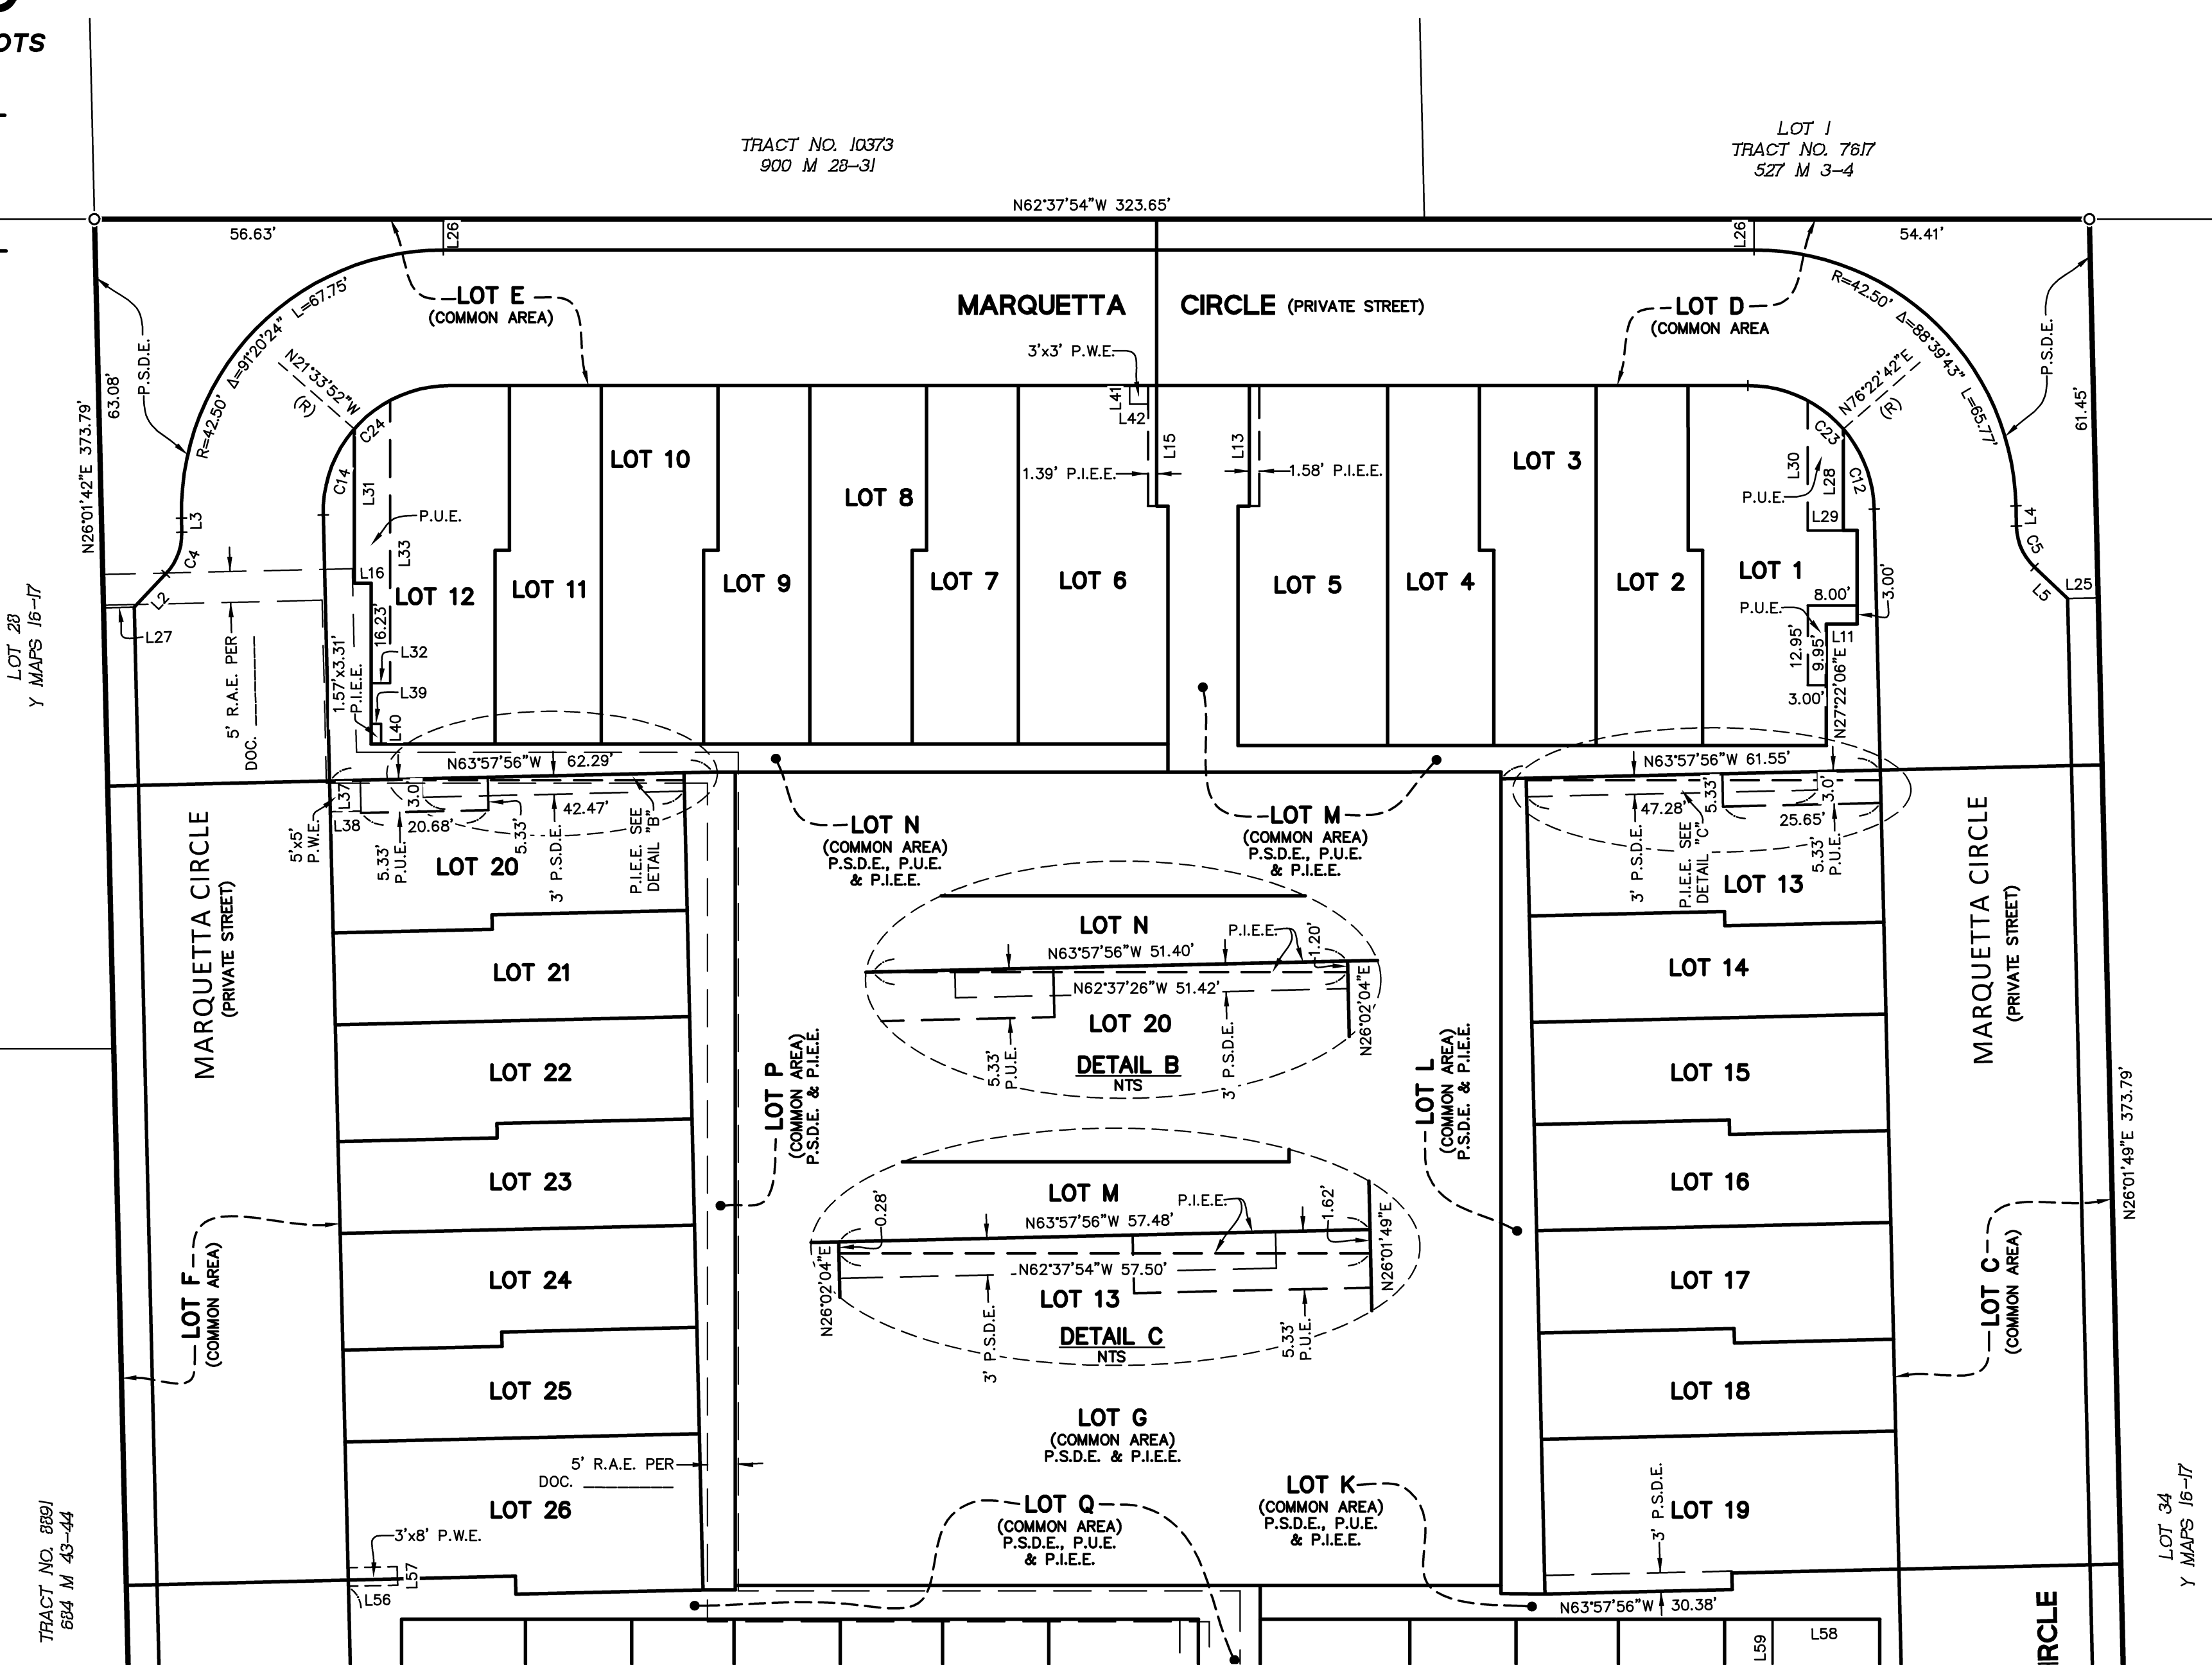 OTS
TRACT NO. 10373
900 M 28-31
LOT 1
TRACT NO. 7617
527 M 3-4
N62°37'54"W 323.65'
56.63'
L26
L26
54.41'
LOT E
(COMMON AREA)
MARQUETTA CIRCLE (PRIVATE STREET)
LOT D
(COMMON AREA
R=42.50' Δ=91°20'24" L=67.75'
R=42.50' Δ=88°39'43" L=65.77'
P.S.D.E.
P.S.D.E.
63.08'
N26°01'42"E 373.79'
61.45'
N21°33'52"W
(R)
N76°22'42"E
(R)
3'x3' P.W.E.
L41
L42
L15
L13
1.39' P.I.E.E.
1.58' P.I.E.E.
C24
C14
L31
L33
P.U.E.
L16
C23
C12
L30
L28
L29
P.U.E.
L3
C4
L2
L27
L4
C5
L5
L25
LOT 10
LOT 8
LOT 3
LOT 12
LOT 11
LOT 9
LOT 7
LOT 6
LOT 5
LOT 4
LOT 2
LOT 1
16.23'
L32
L39
L40
1.57'x3.31'
P.I.E.E.
5' R.A.E. PER
DOC.
8.00'
3.00'
P.U.E.
L11
12.95'
9.95'
3.00'
N27°22'06"E
LOT 28
Y MAPS 16-17
N63°57'56"W 62.29'
N63°57'56"W 61.55'
L37
L38
3.0
20.68'
42.47'
5.33'
5'x5'
P.W.E.
5.33'
P.U.E.
3' P.S.D.E.
P.I.E.E. SEE
DETAIL "B"
LOT 20
47.28'
5.33'
3.0'
25.65'
3' P.S.D.E.
P.I.E.E. SEE
DETAIL "C"
5.33'
P.U.E.
LOT 13
LOT N
(COMMON AREA)
P.S.D.E., P.U.E.
& P.I.E.E.
LOT M
(COMMON AREA)
P.S.D.E., P.U.E.
& P.I.E.E.
MARQUETTA CIRCLE
(PRIVATE STREET)
MARQUETTA CIRCLE
(PRIVATE STREET)
LOT N
P.I.E.E.
N63°57'56"W 51.40'
1.20'
N62°37'26"W 51.42'
LOT 20
5.33'
P.U.E.
3' P.S.D.E.
N26°02'04"E
DETAIL B
NTS
LOT 21
LOT 22
LOT 23
LOT 24
LOT 25
LOT 26
LOT 14
LOT 15
LOT 16
LOT 17
LOT 18
LOT 19
LOT P
(COMMON AREA)
P.S.D.E. & P.I.E.E.
LOT L
(COMMON AREA)
P.S.D.E. & P.I.E.E.
LOT M
P.I.E.E.
0.28'
N63°57'56"W 57.48'
1.62'
N62°37'54"W 57.50'
N26°02'04"E
N26°01'49"E
LOT 13
3' P.S.D.E.
5.33'
P.U.E.
DETAIL C
NTS
LOT F
(COMMON AREA)
LOT C
(COMMON AREA)
N26°01'49"E 373.79'
LOT G
(COMMON AREA)
P.S.D.E. & P.I.E.E.
5' R.A.E. PER
DOC.
LOT Q
(COMMON AREA)
P.S.D.E., P.U.E.
& P.I.E.E.
LOT K
(COMMON AREA)
P.S.D.E., P.U.E.
& P.I.E.E.
3' P.S.D.E.
TRACT NO. 8891
684 M 43-44
3'x8' P.W.E.
L57
L56
N63°57'56"W 30.38'
L59
L58
LOT 34
Y MAPS 16-17
IRCLE